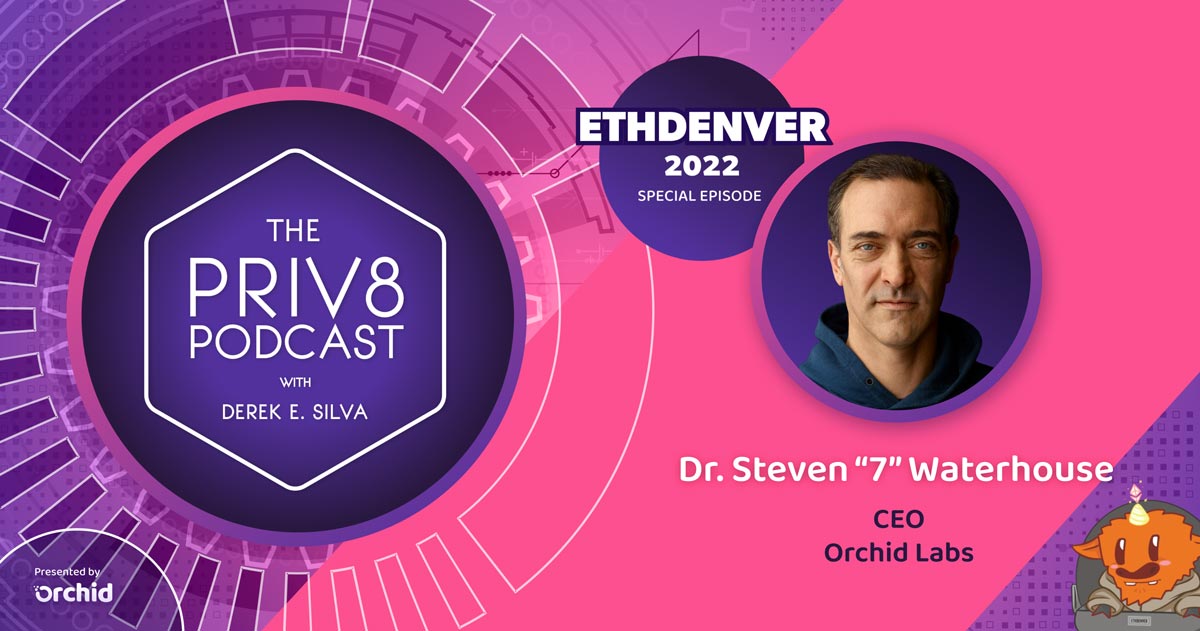 THE
PRIV8
PODCAST
WITH
DEREK E. SILVA
ETHDENVER
2022
SPECIAL EPISODE
Dr. Steven “7” Waterhouse
CEO
Orchid Labs
Presented by
orchid